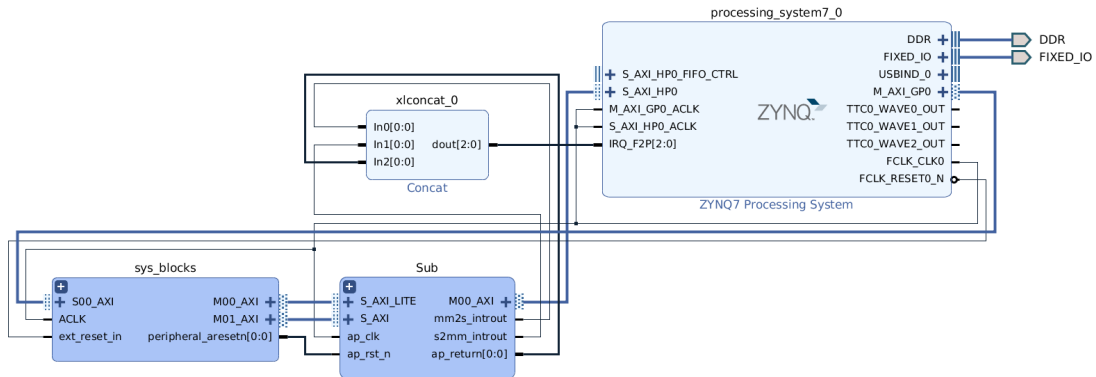 processing_system7_0
DDR
FIXED_IO
USBIND_0
M_AXI_GP0
TTC0_WAVE0_OUT
TTC0_WAVE1_OUT
TTC0_WAVE2_OUT
FCLK_CLK0
FCLK_RESET0_N
S_AXI_HP0_FIFO_CTRL
S_AXI_HP0
M_AXI_GP0_ACLK
S_AXI_HP0_ACLK
IRQ_F2P[2:0]
ZYNQ
ZYNQ7 Processing System
DDR
FIXED_IO
xlconcat_0
In0[0:0]
In1[0:0] dout[2:0]
In2[0:0]
Concat
sys_blocks
S00_AXI M00_AXI
ACLK M01_AXI
ext_reset_in peripheral_aresetn[0:0]
Sub
S_AXI_LITE M00_AXI
S_AXI mm2s_introut
ap_clk s2mm_introut
ap_rst_n ap_return[0:0]